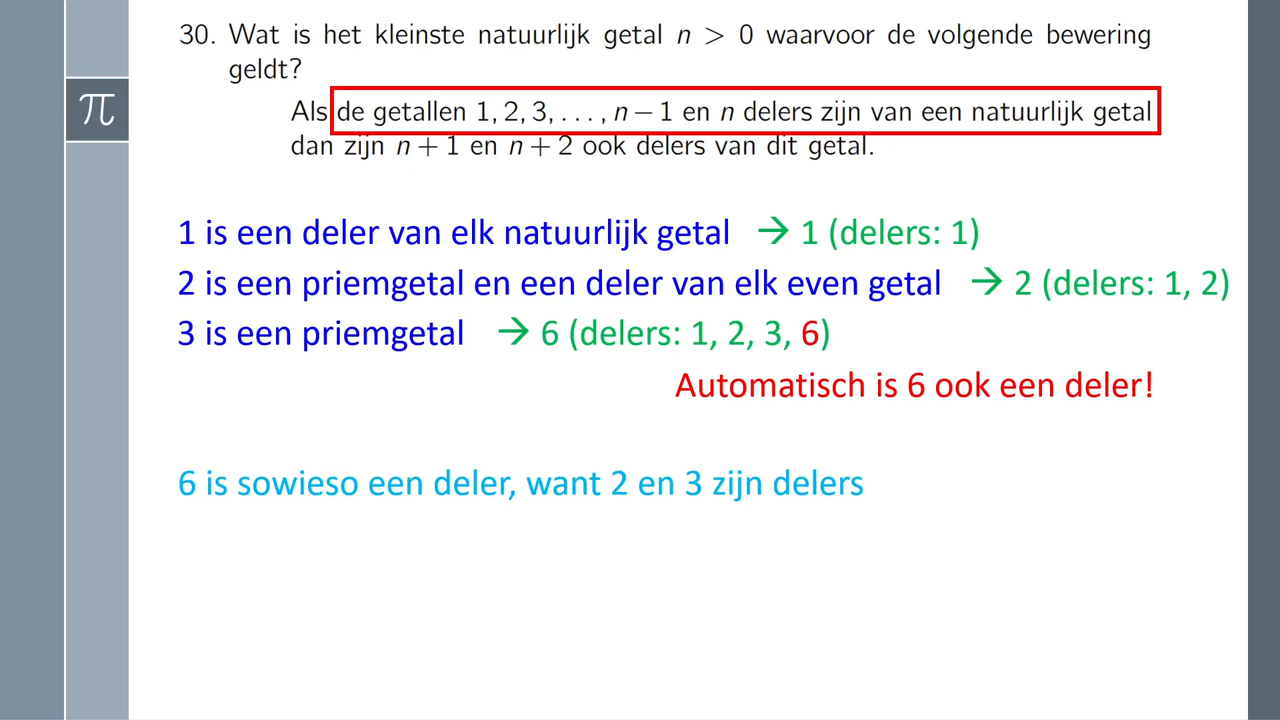 30. Wat is het kleinste natuurlijk getal n > 0 waarvoor de volgende bewering
geldt?
π
Als de getallen 1, 2, 3, . . . , n − 1 en n delers zijn van een natuurlijk getal
dan zijn n + 1 en n + 2 ook delers van dit getal.
1 is een deler van elk natuurlijk getal → 1 (delers: 1)
2 is een priemgetal en een deler van elk even getal → 2 (delers: 1, 2)
3 is een priemgetal → 6 (delers: 1, 2, 3, 6)
Automatisch is 6 ook een deler!
6 is sowieso een deler, want 2 en 3 zijn delers